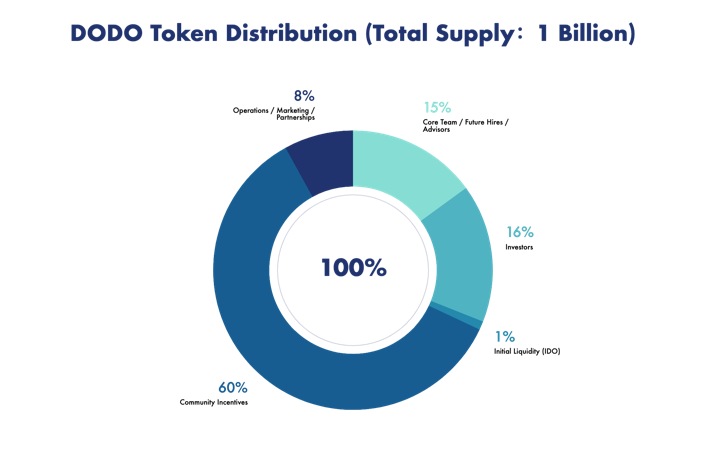 DODO Token Distribution (Total Supply：1 Billion)
8%
Operations / Marketing /
Partnerships
15%
Core Team / Future Hires /
Advisors
16%
Investors
100%
1%
Initial Liquidity (IDO)
60%
Community Incentives